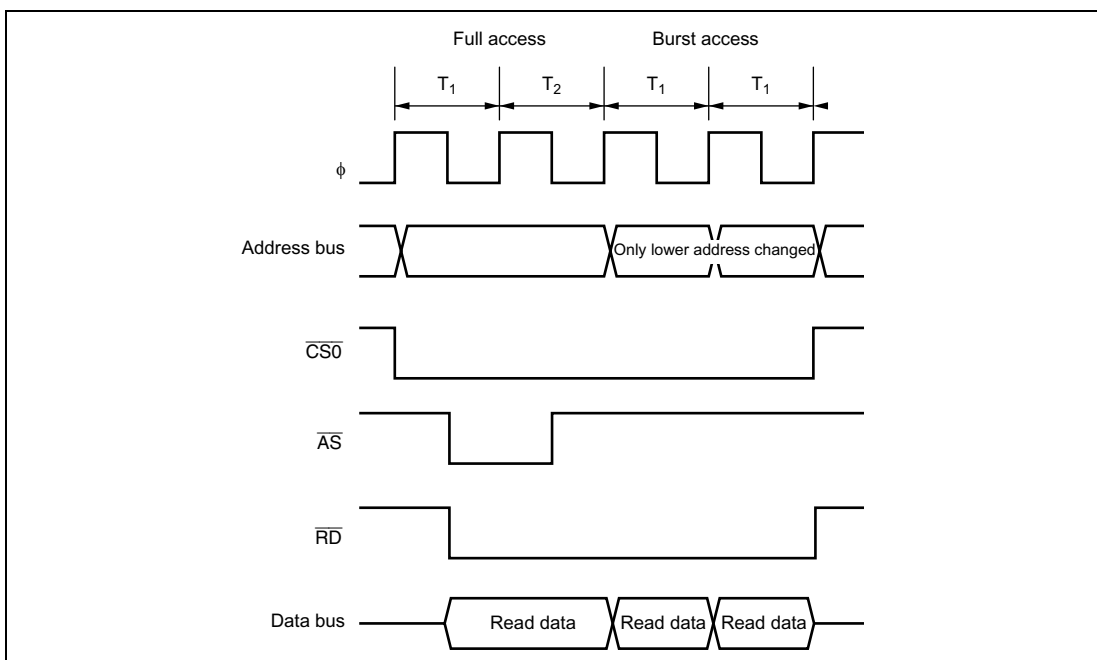 Full access Burst access
T1 T2 T1 T1
ϕ
Address bus Only lower address changed
CS0
AS
RD
Data bus Read data Read data Read data